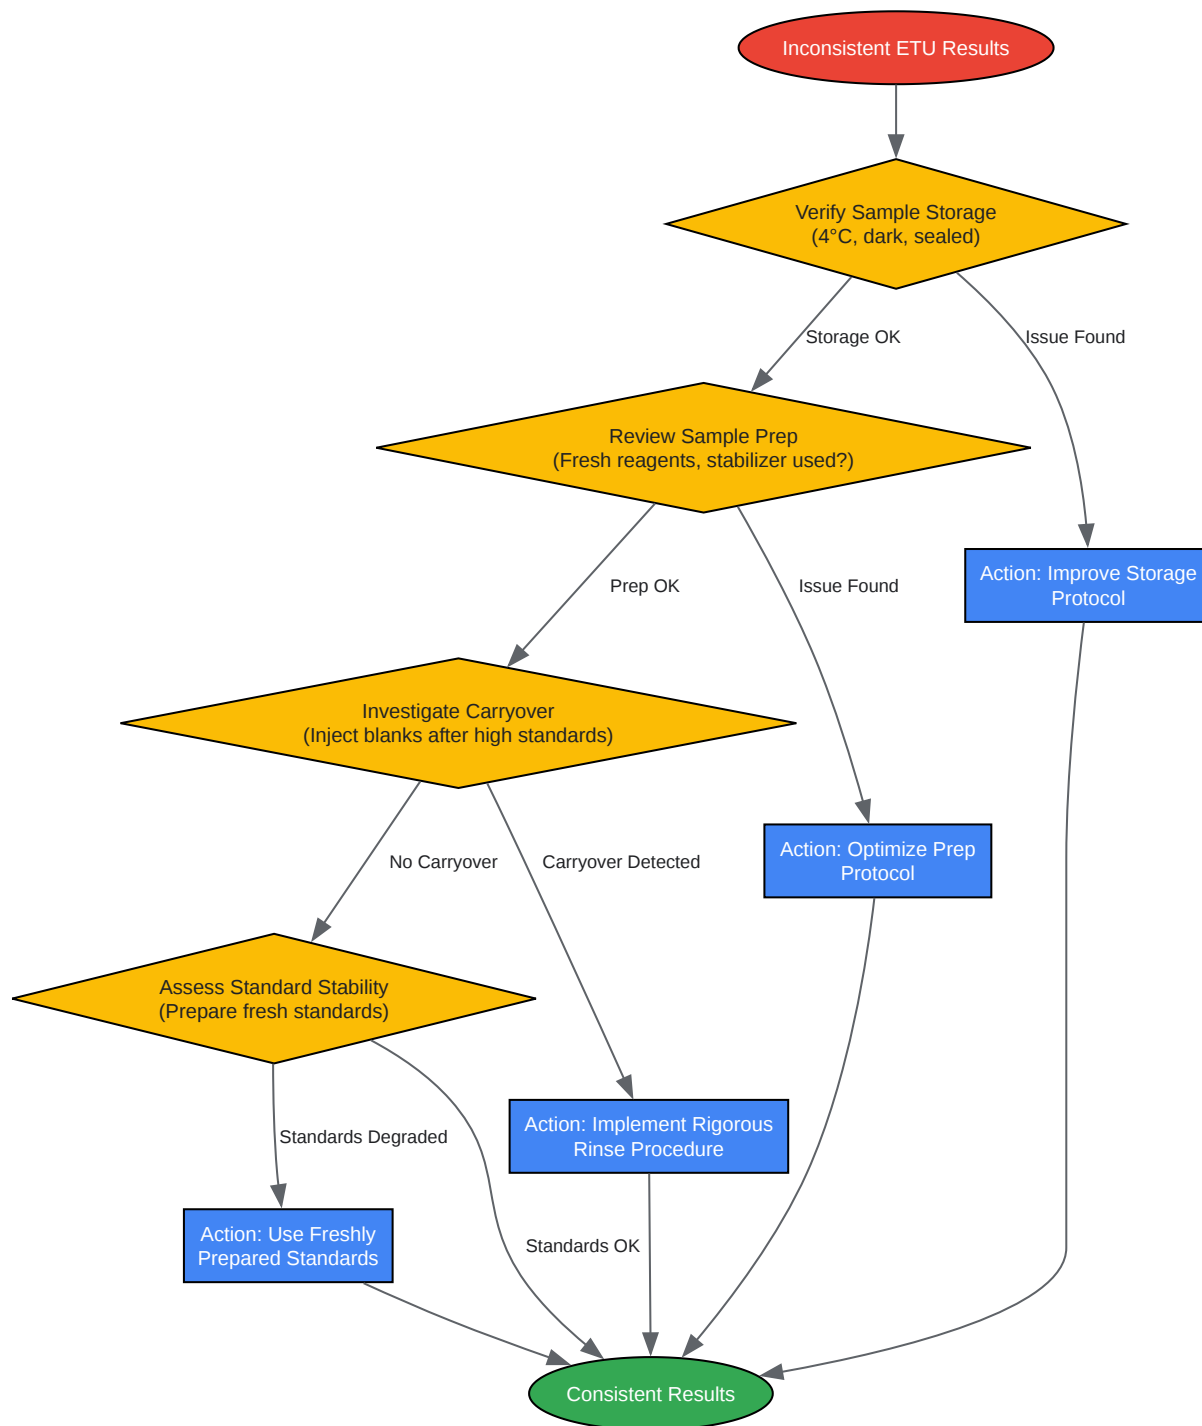 Inconsistent ETU Results
Verify Sample Storage
(4°C, dark, sealed)
Storage OK
Issue Found
Review Sample Prep
(Fresh reagents, stabilizer used?)
Prep OK
Issue Found
Action: Improve Storage
Protocol
Investigate Carryover
(Inject blanks after high standards)
No Carryover
Carryover Detected
Action: Optimize Prep
Protocol
Assess Standard Stability
(Prepare fresh standards)
Standards Degraded
Action: Implement Rigorous
Rinse Procedure
Action: Use Freshly
Prepared Standards
Standards OK
Consistent Results